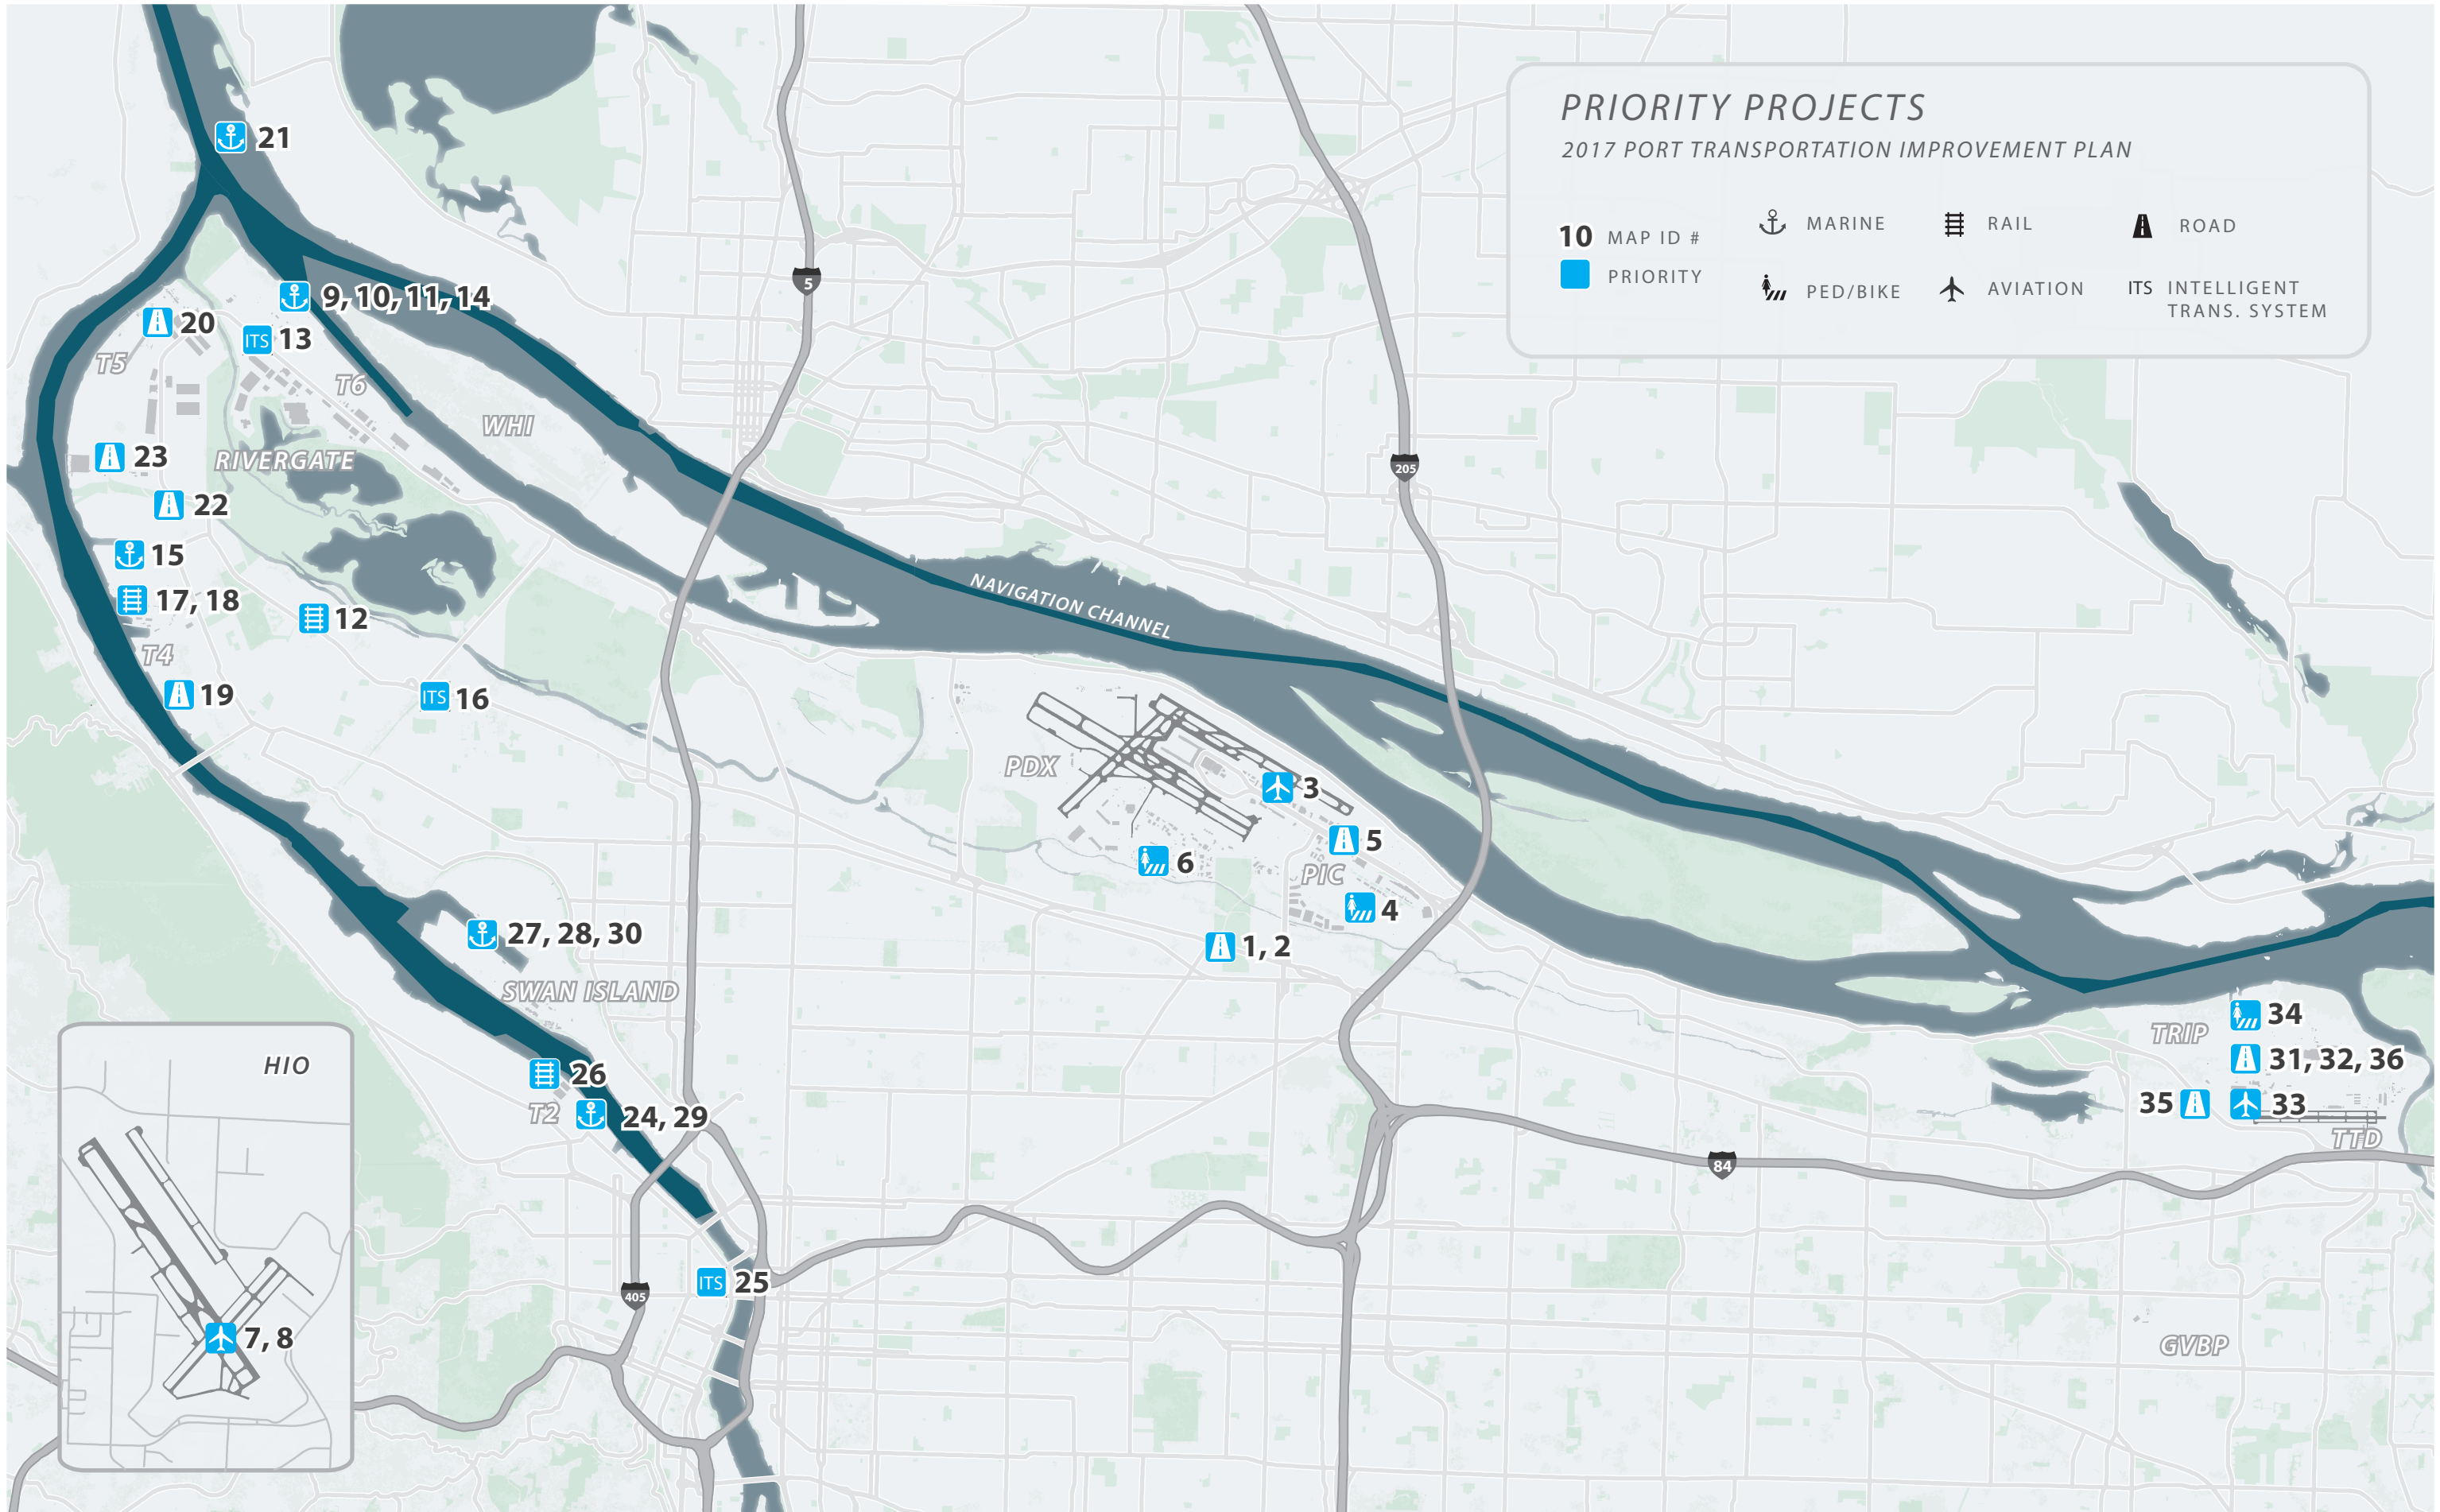 PRIORITY PROJECTS
2017 PORT TRANSPORTATION IMPROVEMENT PLAN
10 MAP ID #
PRIORITY
MARINE
RAIL
ROAD
PED/BIKE
AVIATION
ITS INTELLIGENT
TRANS. SYSTEM
21
5
9, 10, 11, 14
20
ITS 13
T5
T6
WHI
23
RIVERGATE
205
22
15
17, 18
12
NAVIGATION CHANNEL
T4
19
ITS 16
PDX
3
5
6
PIC
4
27, 28, 30
1, 2
SWAN ISLAND
34
TRIP
HIO
26
31, 32, 36
T2
24, 29
35
33
TTD
84
ITS 25
405
7, 8
GVBP